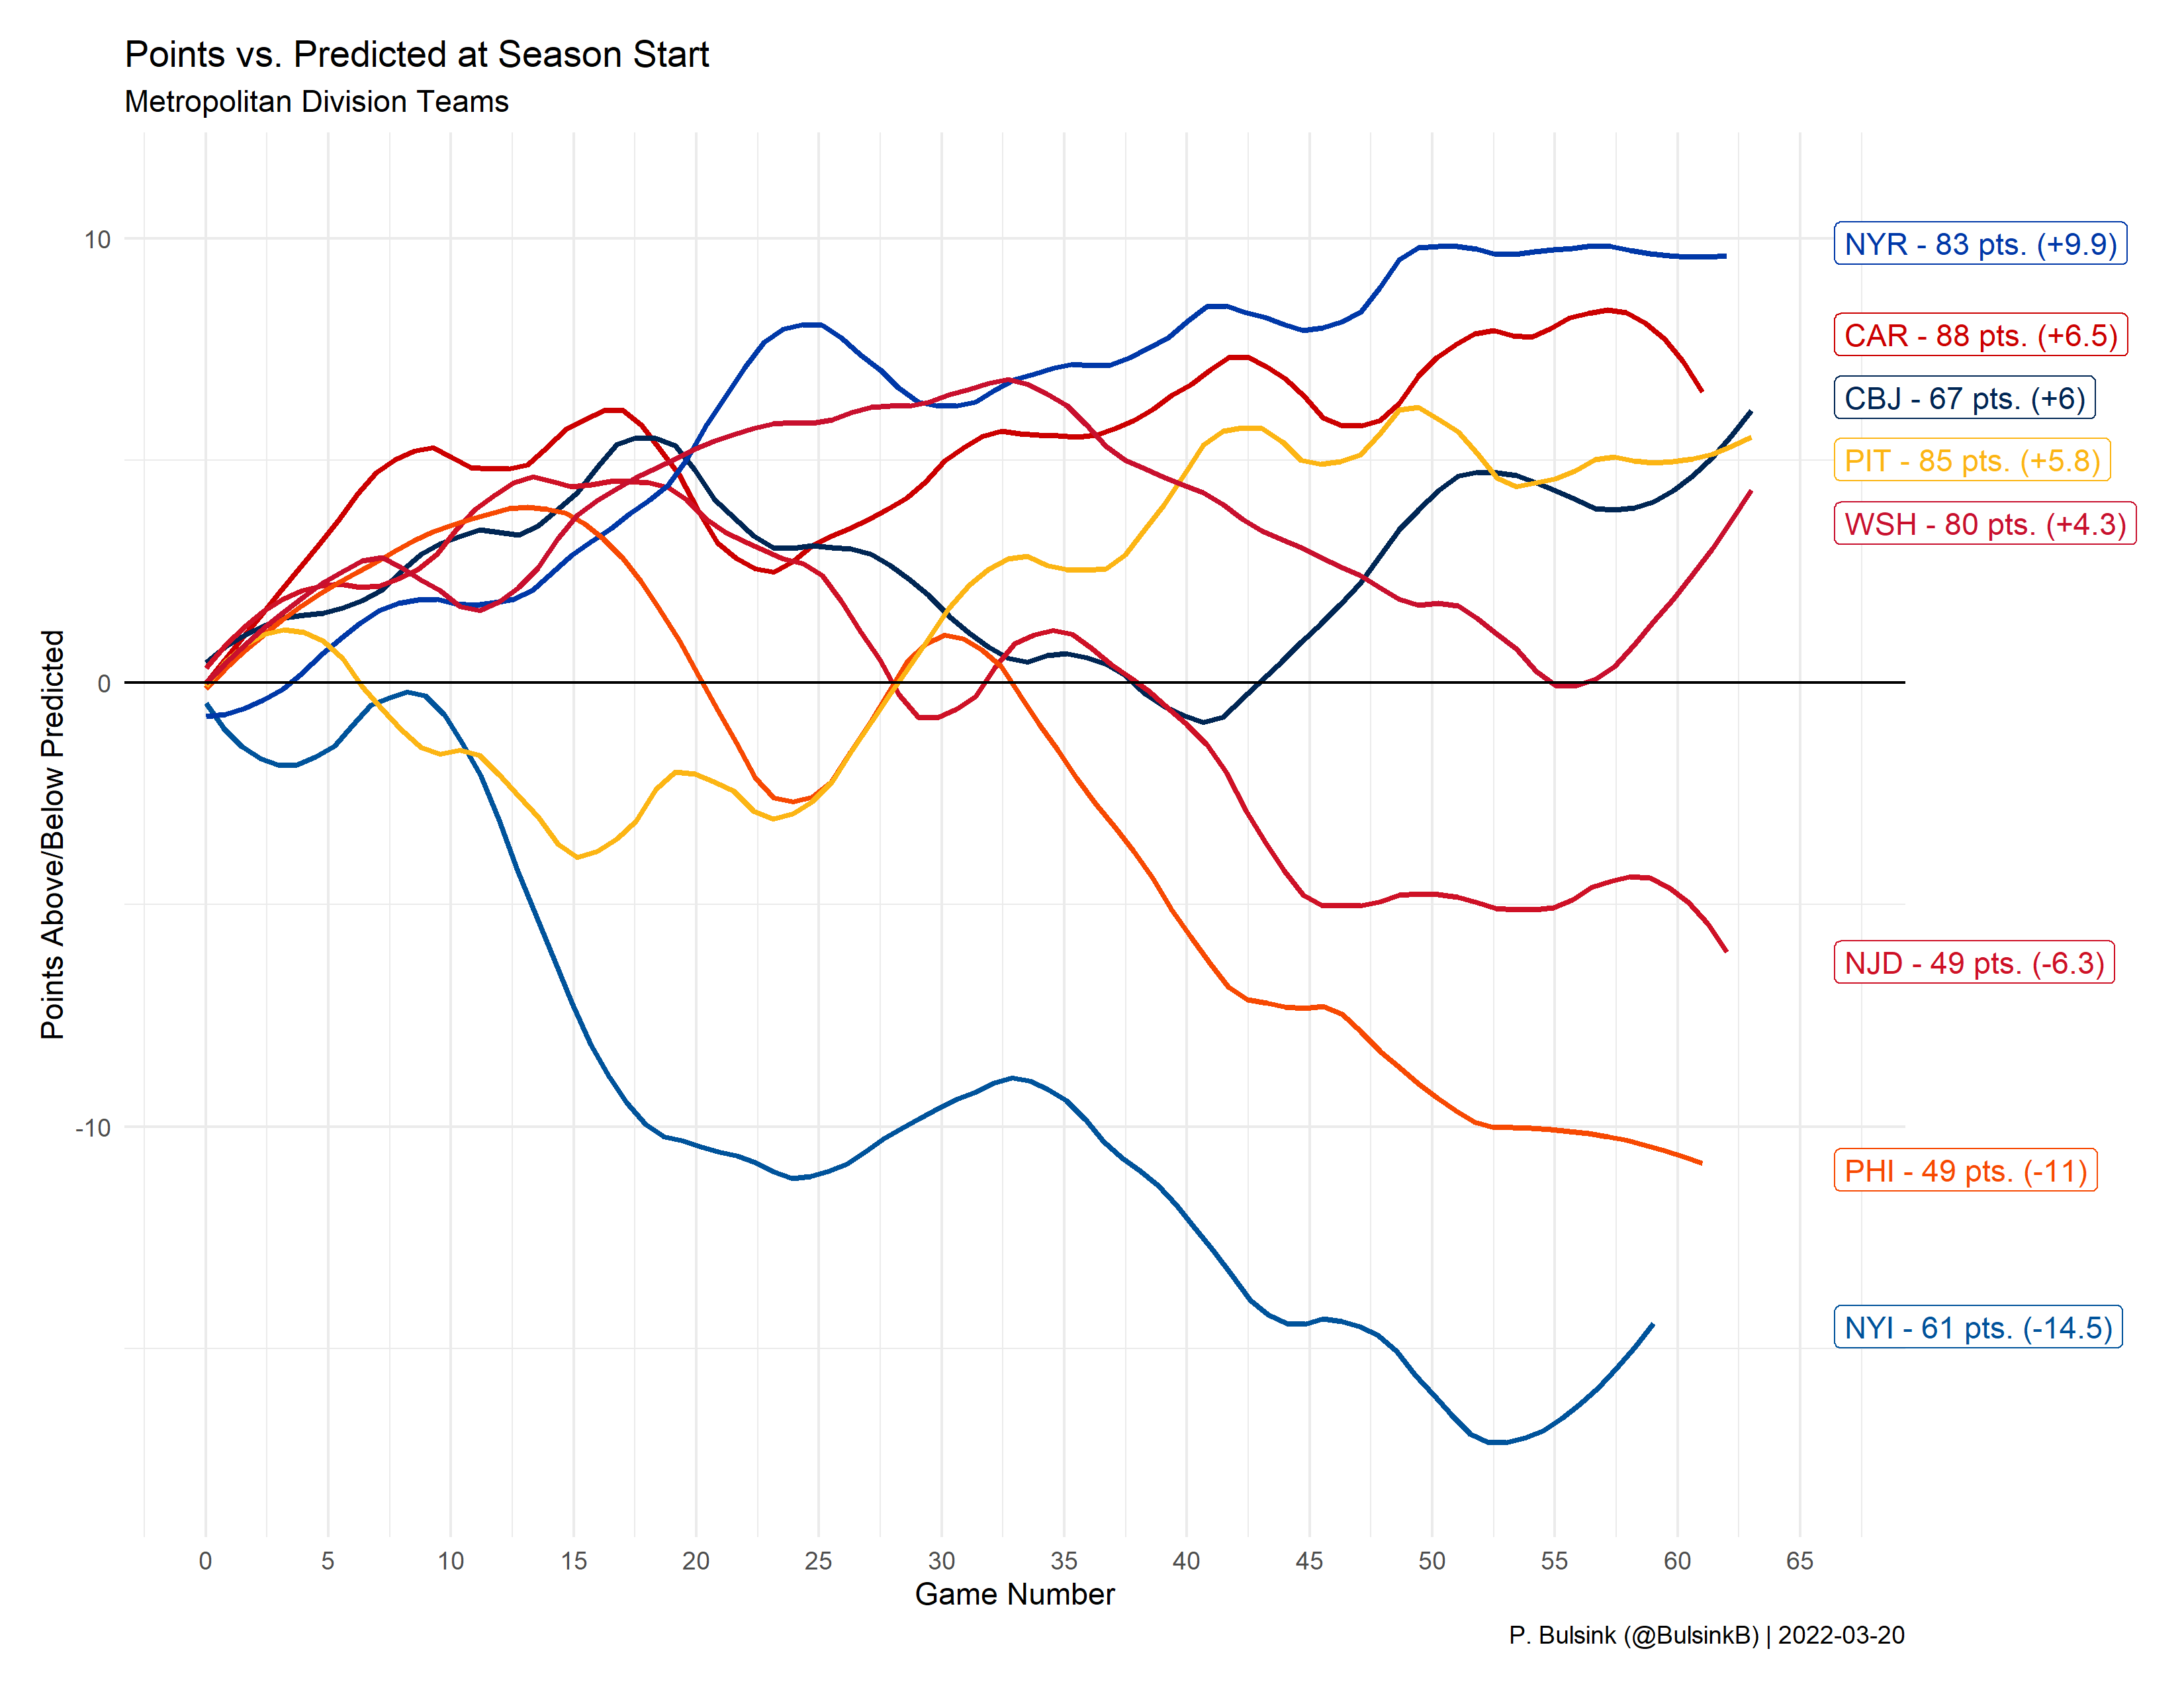 Points vs. Predicted at Season Start
Metropolitan Division Teams
Points Above/Below Predicted
10
0
-10
NYR - 83 pts. (+9.9)
CAR - 88 pts. (+6.5)
CBJ - 67 pts. (+6)
PIT - 85 pts. (+5.8)
WSH - 80 pts. (+4.3)
NJD - 49 pts. (-6.3)
PHI - 49 pts. (-11)
NYI - 61 pts. (-14.5)
0 5 10 15 20 25 30 35 40 45 50 55 60 65
Game Number
P. Bulsink (@BulsinkB) | 2022-03-20